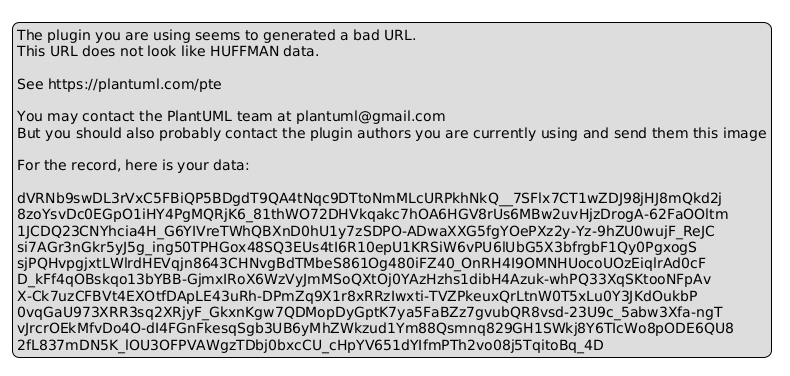 The plugin you are using seems to generated a bad URL.
This URL does not look like HUFFMAN data.
See https://plantuml.com/pte
You may contact the PlantUML team at plantuml@gmail.com
But you should also probably contact the plugin authors you are currently using and send them this image
For the record, here is your data:
dVRNb9swDL3rVxC5FBiQP5BDgdT9QA4tNqc9DTtoNmMLcURPkhNkQ__7SFlx7CT1wZDJ98jHJ8mQkd2j
8zoYsvDc0EGpO1iHY4PgMQRjK6_81thWO72DHVkqakc7hOA6HGV8rUs6MBw2uvHjzDrogA-62FaOOltm
1JCDQ23CNYhcia4H_G6YIVreTWhQBXnD0hU1y7zSDPO-ADwaXXG5fgYOePXz2y-Yz-9hZU0wujF_ReJC
si7AGr3nGkr5yJ5g_ing50TPHGox48SQ3EUs4tI6R10epU1KRSiW6vPU6lUbG5X3bfrgbF1Qy0PgxogS
sjPQHvpgjxtLWlrdHEVqjn8643CHNvgBdTMbeS861Og480iFZ40_OnRH4I9OMNHUocoUOzEiqlrAd0cF
D_kFf4qOBskqo13bYBB-GjmxIRoX6WzVyJmMSoQXtOj0YAzHzhs1dibH4Azuk-whPQ33XqSKtooNFpAv
X-Ck7uzCFBVt4EXOtfDApLE43uRh-DPmZq9X1r8xRRzIwxti-TVZPkeuxQrLtnW0T5xLu0Y3JKdOukbP
0vqGaU973XRR3sq2XRjyF_GkxnKgw7QDMopDyGptK7ya5FaBZz7gvubQR8vsd-23U9c_5abw3Xfa-ngT
vJrcrOEkMfvDo4O-dI4FGnFkesqSgb3UB6yMhZWkzud1Ym88Qsmnq829GH1SWkj8Y6TlcWo8pODE6QU8
2fL837mDN5K_lOU3OFPVAWgzTDbj0bxcCU_cHpYV651dYIfmPTh2vo08j5TqitoBq_4D